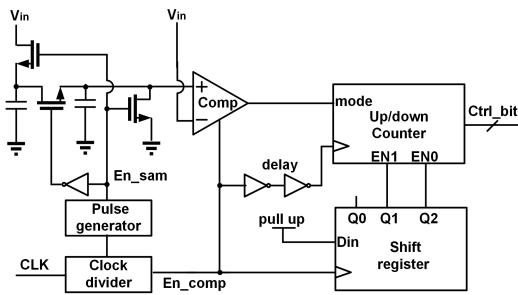 Vin
Vin
+
Comp
−
mode
Up/down
Counter
Ctrl_bit
EN1 EN0
delay
En_sam
Pulse
generator
pull up
Q0 Q1 Q2
Din
Shift
register
CLK
Clock
divider
En_comp